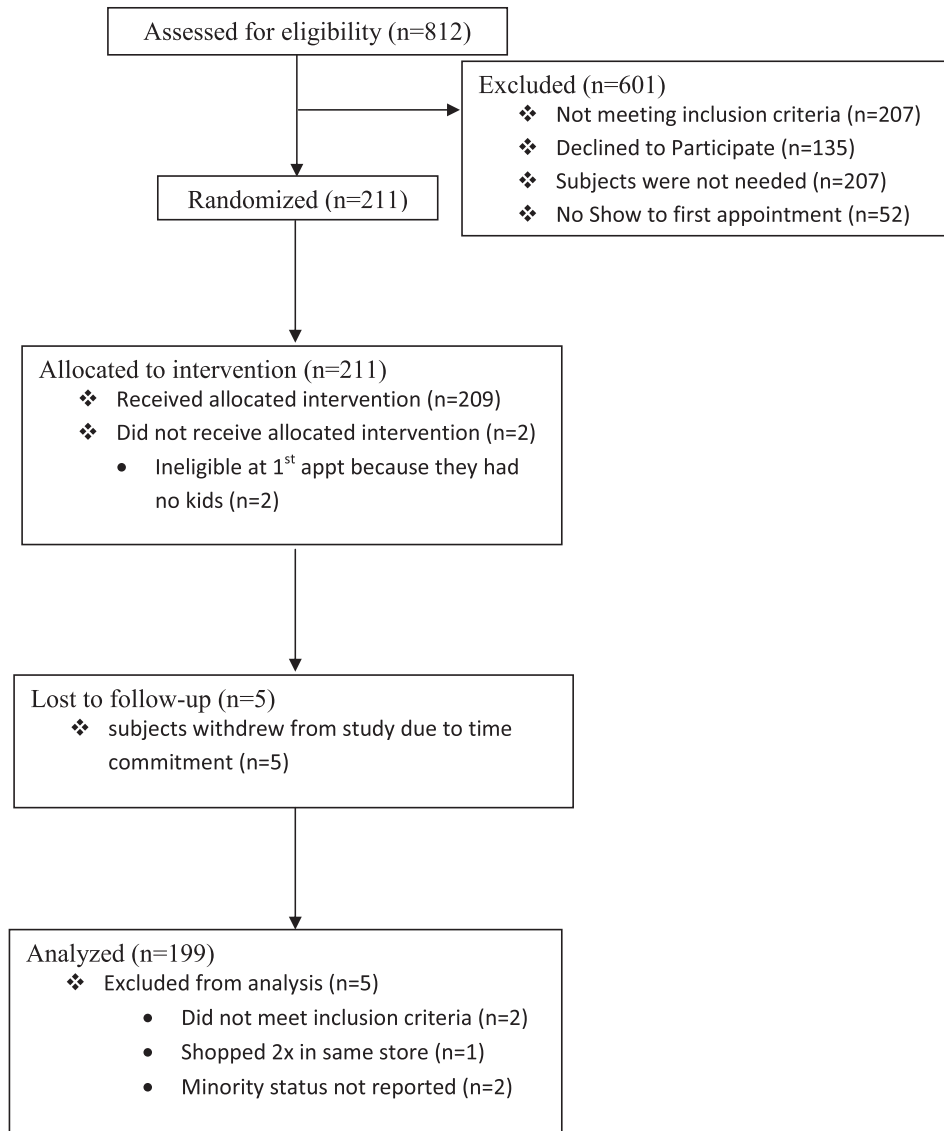 Assessed for eligibility (n=812)
Excluded (n=601)
❖ Not meeting inclusion criteria (n=207)
❖ Declined to Participate (n=135)
❖ Subjects were not needed (n=207)
❖ No Show to first appointment (n=52)
Randomized (n=211)
Allocated to intervention (n=211)
❖ Received allocated intervention (n=209)
❖ Did not receive allocated intervention (n=2)
• Ineligible at 1st appt because they had
no kids (n=2)
Lost to follow-up (n=5)
❖ subjects withdrew from study due to time
commitment (n=5)
Analyzed (n=199)
❖ Excluded from analysis (n=5)
• Did not meet inclusion criteria (n=2)
• Shopped 2x in same store (n=1)
• Minority status not reported (n=2)